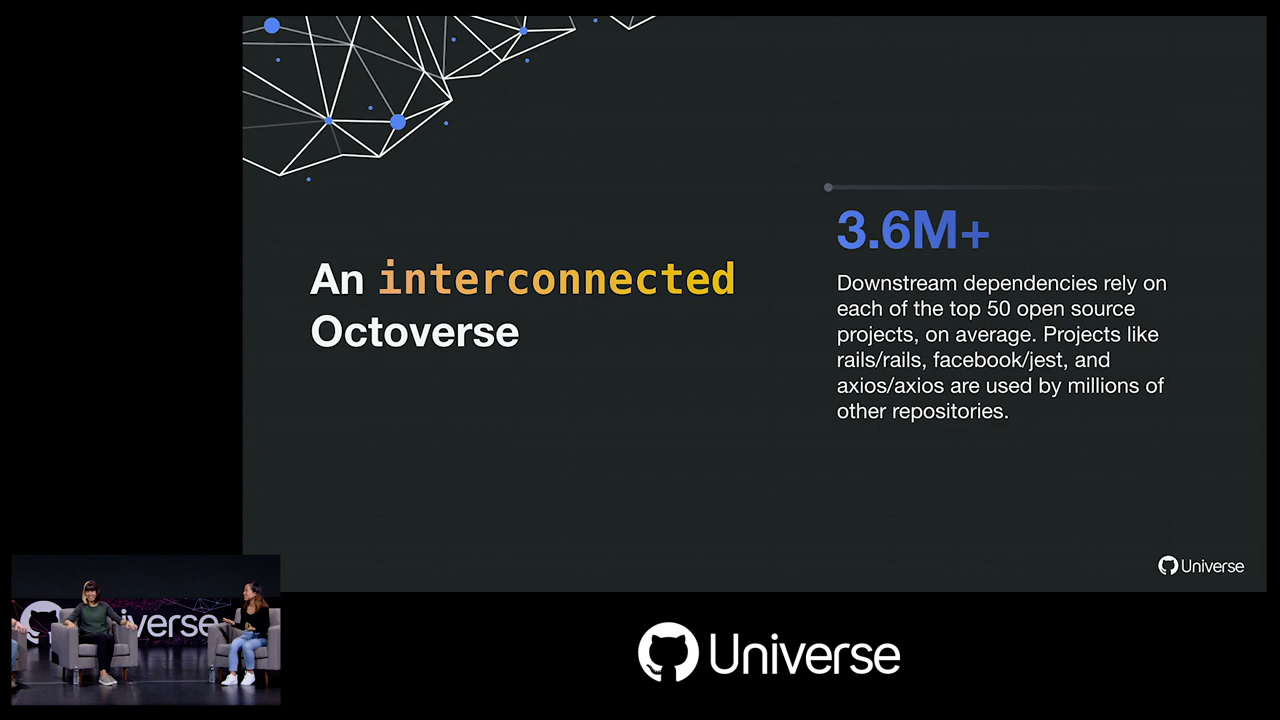 An interconnected
Octoverse
3.6M+
Downstream dependencies rely on
each of the top 50 open source
projects, on average. Projects like
rails/rails, facebook/jest, and
axios/axios are used by millions of
other repositories.
Universe
iverse
Universe